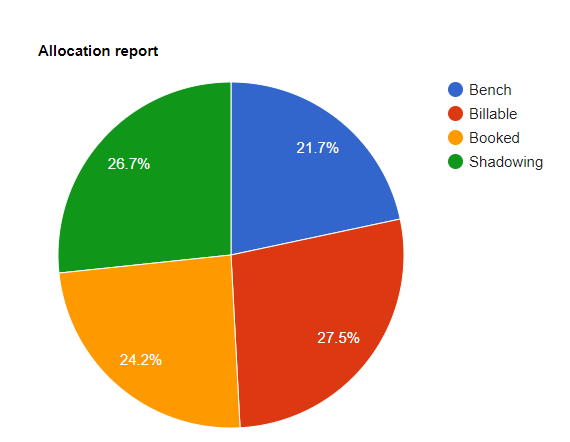 Allocation report
Bench
Billable
Booked
Shadowing
21.7%
26.7%
27.5%
24.2%